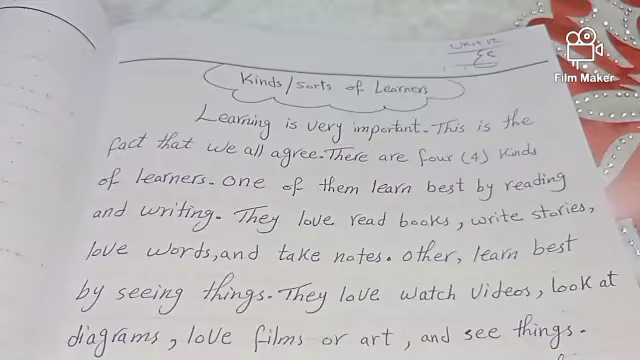 Unit 12
Film Maker
Kinds/Sorts of Learners
Learning is very important. This is the
fact that we all agree. There are four (4) Kinds
of learners. One of them learn best by reading
and writing. They love read books, write stories,
love words, and take notes. Other, learn best
by seeing things. They love watch videos, look at
diagrams, love films or art, and see things.